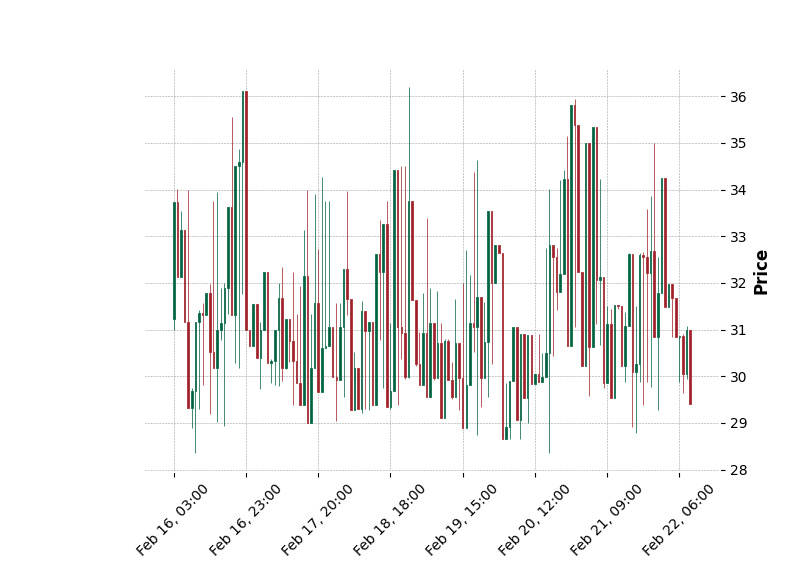 36
35
34
33
32
31
30
29
28
Price
Feb 16, 03:00
Feb 16, 23:00
Feb 17, 20:00
Feb 18, 18:00
Feb 19, 15:00
Feb 20, 12:00
Feb 21, 09:00
Feb 22, 06:00